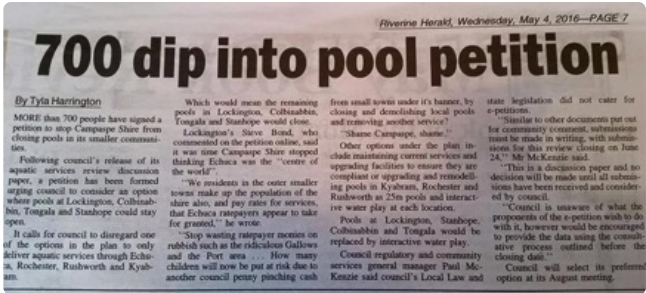 Riverine Herald, Wednesday, May 4, 2016—PAGE 7
700 dip into pool petition
By Tyla Harrington
MORE than 700 people have signed a
petition to stop Campaspe Shire from
closing pools in its smaller communi-
ties.
Following council's release of its
aquatic services review discussion
paper, a petition has been formed
urging council to consider an option
where pools at Lockington, Colbinab-
bin, Tongala and Stanhope could stay
open.
It calls for council to disregard one
of the options in the plan to only
deliver aquatic services through Echu-
ca, Rochester, Rushworth and Kyab-
ram.
Which would mean the remaining
pools in Lockington, Colbinabbin,
Tongala and Stanhope would close.
Lockington's Steve Bond, who
commented on the petition online, said
it was time Campaspe Shire stopped
thinking Echuca was the "centre of
the world".
"We residents in the outer smaller
towns make up the population of the
shire also, and pay rates for services,
that Echuca ratepayers appear to take
for granted," he wrote.
"Stop wasting ratepayer monies on
rubbish such as the ridiculous Gallows
and the Port area ... How many
children will now be put at risk due to
another council penny pinching cash
from small towns under it's banner, by
closing and demolishing local pools
and removing another service?
"Shame Campaspe, shame."
Other options under the plan in-
clude maintaining current services and
upgrading facilities to ensure they are
compliant or upgrading and remodell-
ing pools in Kyabram, Rochester and
Rushworth as 25m pools and interact-
ive water play at each location.
Pools at Lockington, Stanhope,
Colbinabbin and Tongala would be
replaced by interactive water play.
Council regulatory and community
services general manager Paul Mc-
Kenzie said council's Local Law and
state legislation did not cater for
e-petitions.
"Similar to other documents put out
for community comment, submissions
must be made in writing, with submis-
sions for this review closing on June
24," Mr McKenzie said.
"This is a discussion paper and no
decision will be made until all submis-
sions have been received and consider-
ed by council.
"Council is unaware of what the
proponents of the e-petition wish to do
with it, however would be encouraged
to provide the data using the consult-
ative process outlined before the
closing date."
Council will select its preferred
option at its August meeting.